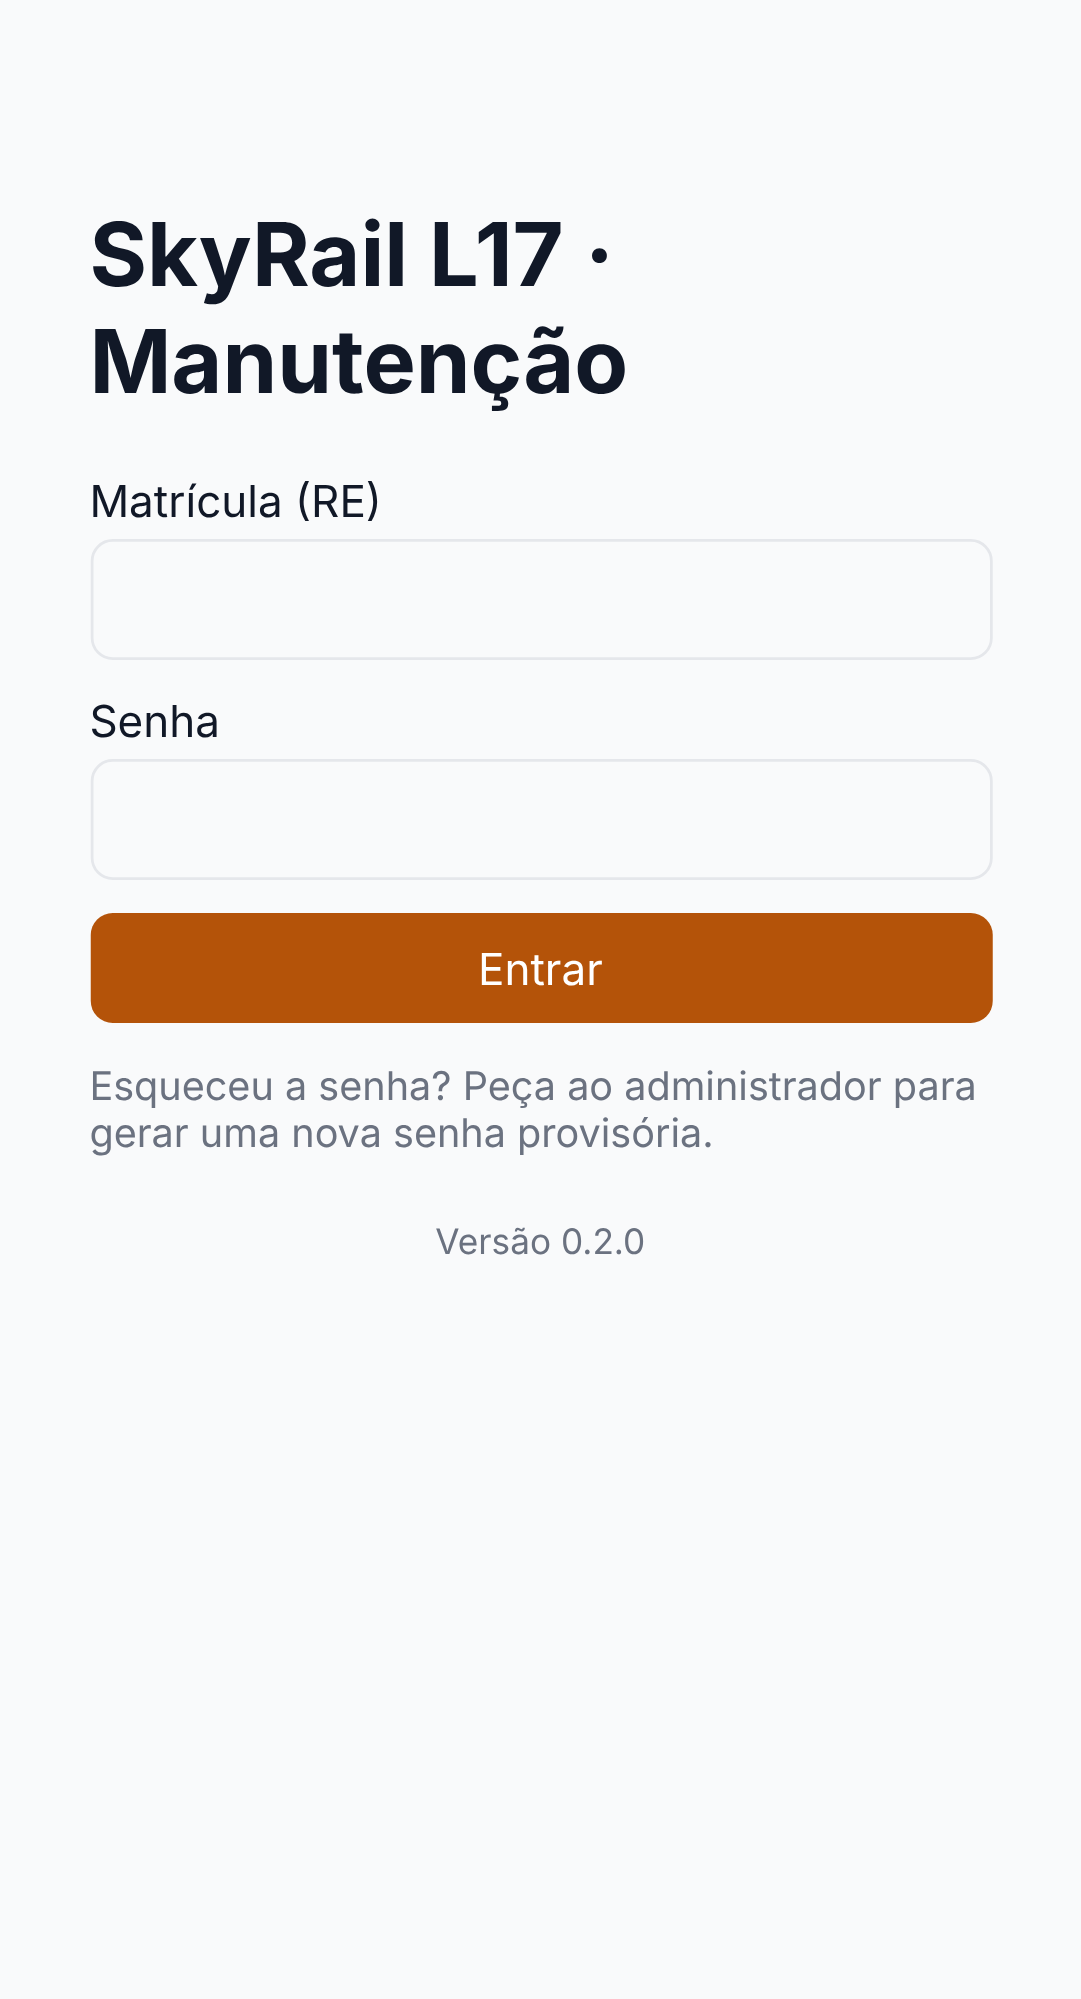 SkyRail L17 ·
Manutenção
Matrícula (RE)
Senha
Entrar
Esqueceu a senha? Peça ao administrador para
gerar uma nova senha provisória.
Versão 0.2.0